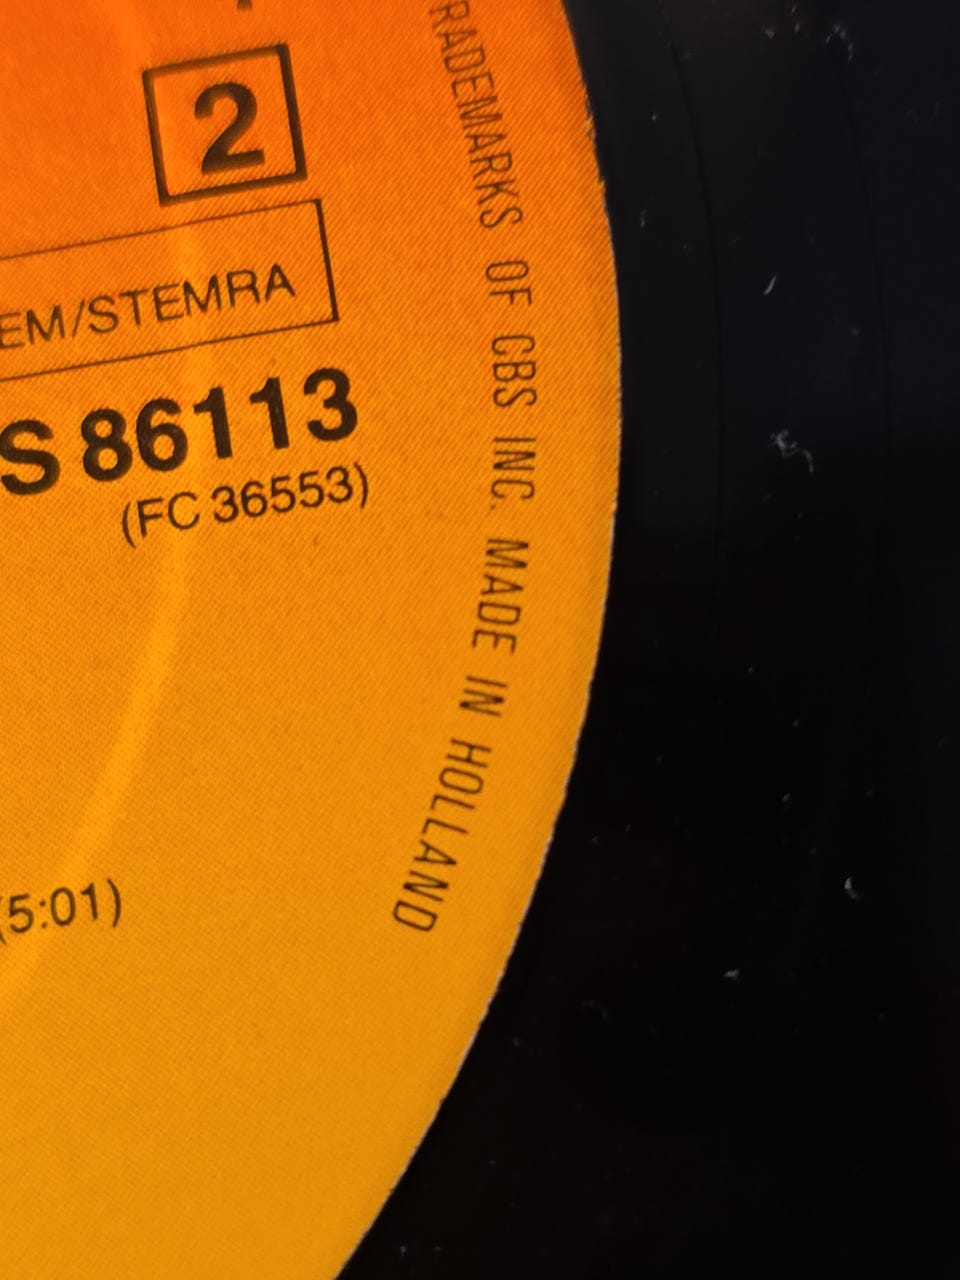 2
EM/STEMRA
S 86113
(FC 36553)
(5:01)
RADEMARKS OF CBS INC. MADE IN HOLLAND